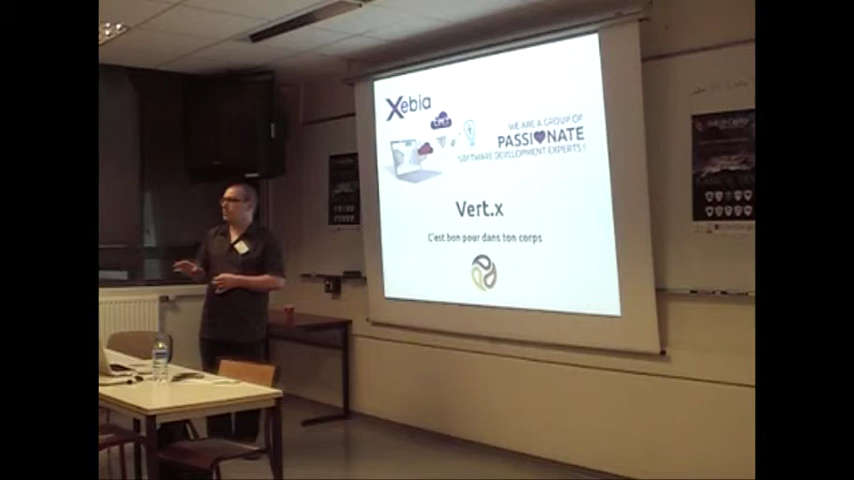 Xebia
WE ARE A GROUP OF
PASSIONATE
SOFTWARE DEVELOPMENT EXPERTS !
Vert.x
C'est bon pour dans ton corps